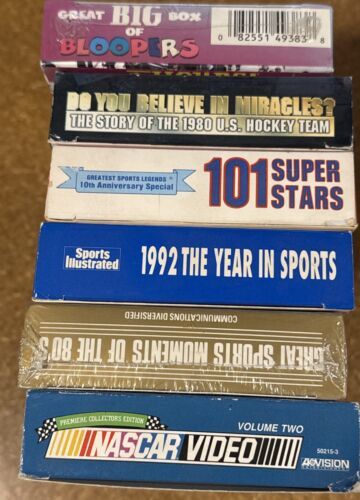 GREAT BIG BOX
OF
BLOOPERS
0 82551 49383 8
DO YOU BELIEVE IN MIRACLES?
THE STORY OF THE 1980 U.S. HOCKEY TEAM
GREATEST SPORTS LEGENDS
10th Anniversary Special
101 SUPER
STARS
Sports
Illustrated
1992 THE YEAR IN SPORTS
COMMUNICATIONS DIVERSIFIED
GREAT SPORTS MOMENTS OF THE 80'S
PREMIERE COLLECTORS EDITION
VOLUME TWO
NASCAR VIDEO
50215-3
AKVISION
ENTERTAINMENT